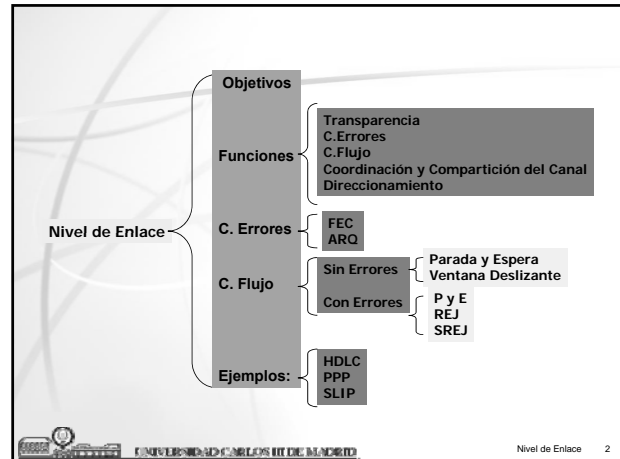 Objetivos
Funciones
Transparencia
C.Errores
C.Flujo
Coordinación y Compartición del Canal
Direccionamiento
Nivel de Enlace
C. Errores
FEC
ARQ
C. Flujo
Sin Errores
Parada y Espera
Ventana Deslizante
Con Errores
P y E
REJ
SREJ
Ejemplos:
HDLC
PPP
SLIP
UNIVERSIDAD CARLOS III DE MADRID
Nivel de Enlace 2